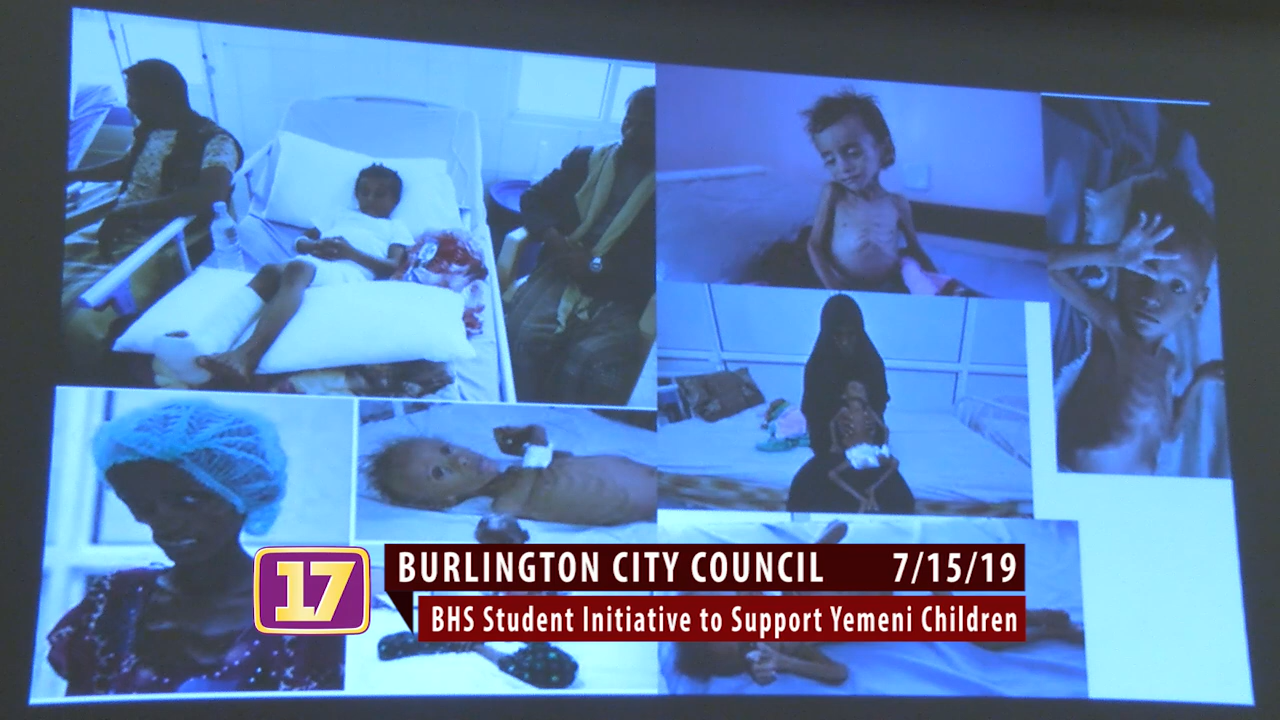 17
BURLINGTON CITY COUNCIL 7/15/19
BHS Student Initiative to Support Yemeni Children